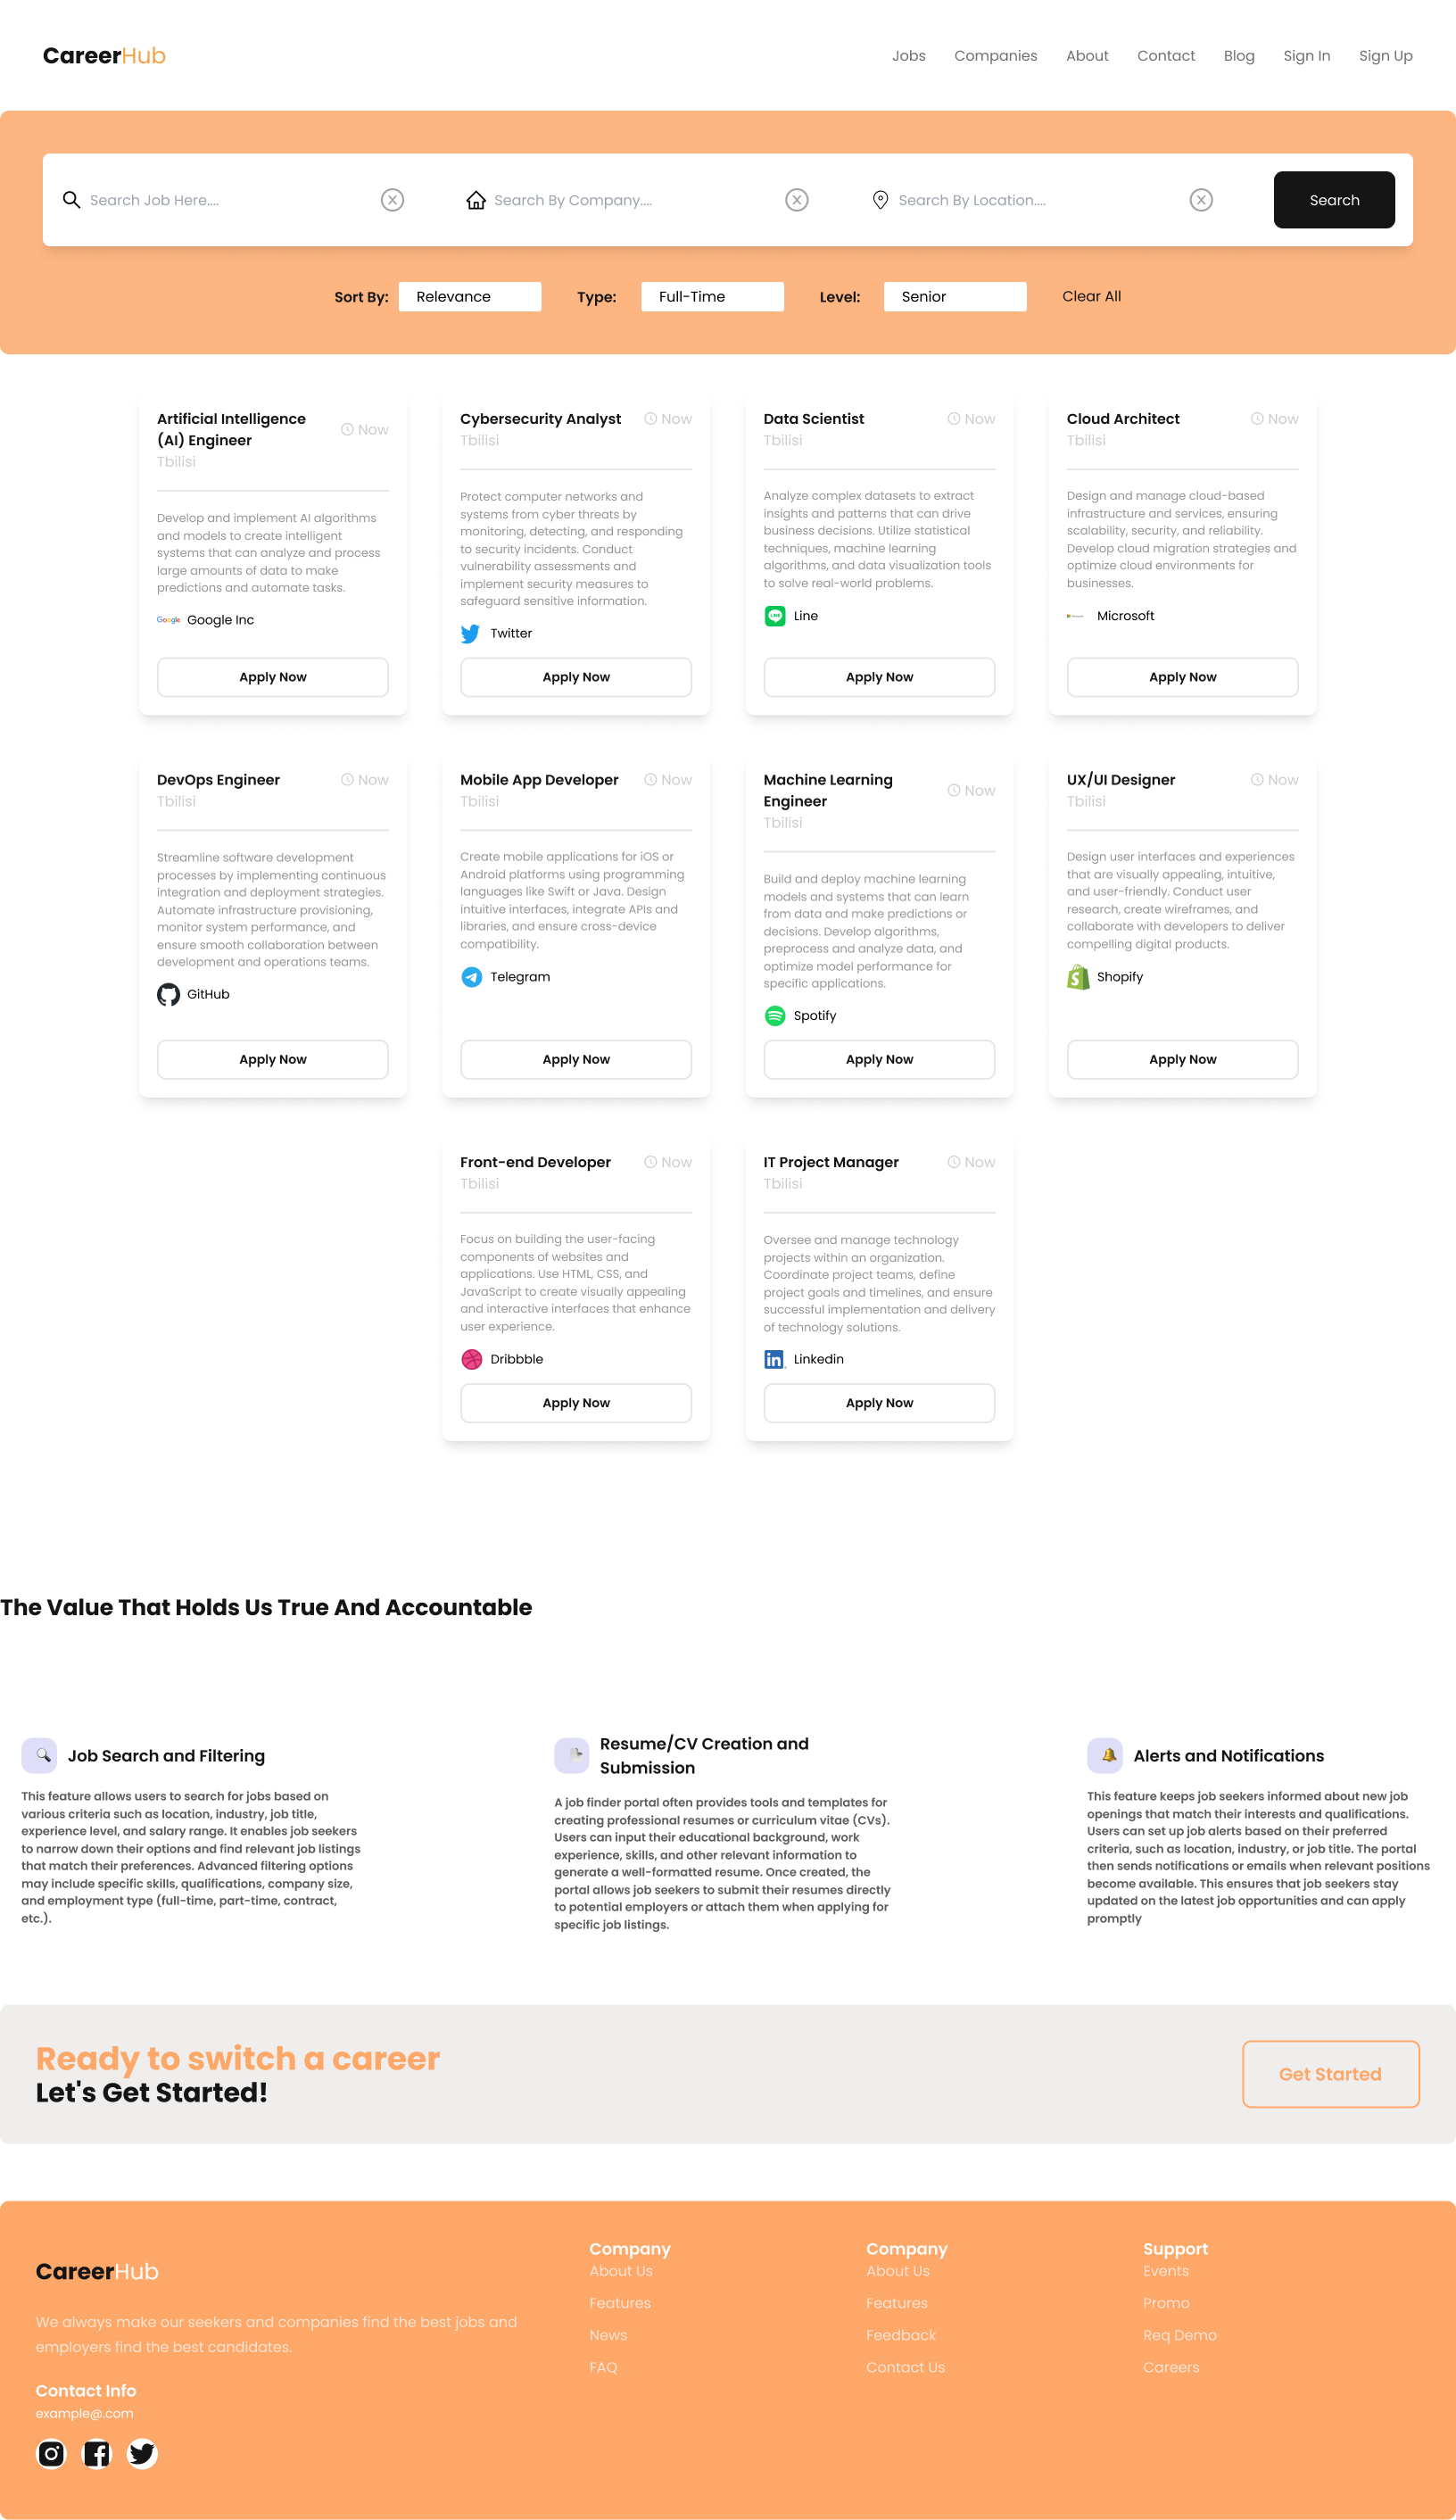 CareerHub
Jobs Companies About Contact Blog Sign In Sign Up
Search Job Here.... Search By Company.... Search By Location.... Search
Sort By: Relevance Type: Full-Time Level: Senior Clear All
Artificial Intelligence
(AI) Engineer
Now
Tbilisi
Develop and implement AI algorithms
and models to create intelligent
systems that can analyze and process
large amounts of data to make
predictions and automate tasks.
Google Google Inc
Apply Now
Cybersecurity Analyst Now
Tbilisi
Protect computer networks and
systems from cyber threats by
monitoring, detecting, and responding
to security incidents. Conduct
vulnerability assessments and
implement security measures to
safeguard sensitive information.
Twitter
Apply Now
Data Scientist Now
Tbilisi
Analyze complex datasets to extract
insights and patterns that can drive
business decisions. Utilize statistical
techniques, machine learning
algorithms, and data visualization tools
to solve real-world problems.
LINE Line
Apply Now
Cloud Architect Now
Tbilisi
Design and manage cloud-based
infrastructure and services, ensuring
scalability, security, and reliability.
Develop cloud migration strategies and
optimize cloud environments for
businesses.
Microsoft
Apply Now
DevOps Engineer Now
Tbilisi
Streamline software development
processes by implementing continuous
integration and deployment strategies.
Automate infrastructure provisioning,
monitor system performance, and
ensure smooth collaboration between
development and operations teams.
GitHub
Apply Now
Mobile App Developer Now
Tbilisi
Create mobile applications for iOS or
Android platforms using programming
languages like Swift or Java. Design
intuitive interfaces, integrate APIs and
libraries, and ensure cross-device
compatibility.
Telegram
Apply Now
Machine Learning
Engineer
Now
Tbilisi
Build and deploy machine learning
models and systems that can learn
from data and make predictions or
decisions. Develop algorithms,
preprocess and analyze data, and
optimize model performance for
specific applications.
Spotify
Apply Now
UX/UI Designer Now
Tbilisi
Design user interfaces and experiences
that are visually appealing, intuitive,
and user-friendly. Conduct user
research, create wireframes, and
collaborate with developers to deliver
compelling digital products.
Shopify
Apply Now
Front-end Developer Now
Tbilisi
Focus on building the user-facing
components of websites and
applications. Use HTML, CSS, and
JavaScript to create visually appealing
and interactive interfaces that enhance
user experience.
Dribbble
Apply Now
IT Project Manager Now
Tbilisi
Oversee and manage technology
projects within an organization.
Coordinate project teams, define
project goals and timelines, and ensure
successful implementation and delivery
of technology solutions.
in Linkedin
Apply Now
The Value That Holds Us True And Accountable
Job Search and Filtering
This feature allows users to search for jobs based on
various criteria such as location, industry, job title,
experience level, and salary range. It enables job seekers
to narrow down their options and find relevant job listings
that match their preferences. Advanced filtering options
may include specific skills, qualifications, company size,
and employment type (full-time, part-time, contract,
etc.).
Resume/CV Creation and
Submission
A job finder portal often provides tools and templates for
creating professional resumes or curriculum vitae (CVs).
Users can input their educational background, work
experience, skills, and other relevant information to
generate a well-formatted resume. Once created, the
portal allows job seekers to submit their resumes directly
to potential employers or attach them when applying for
specific job listings.
Alerts and Notifications
This feature keeps job seekers informed about new job
openings that match their interests and qualifications.
Users can set up job alerts based on their preferred
criteria, such as location, industry, or job title. The portal
then sends notifications or emails when relevant positions
become available. This ensures that job seekers stay
updated on the latest job opportunities and can apply
promptly
Ready to switch a career
Let's Get Started!
Get Started
CareerHub
We always make our seekers and companies find the best jobs and
employers find the best candidates.
Contact Info
example@.com
Company
About Us
Features
News
FAQ
Company
About Us
Features
Feedback
Contact Us
Support
Events
Promo
Req Demo
Careers